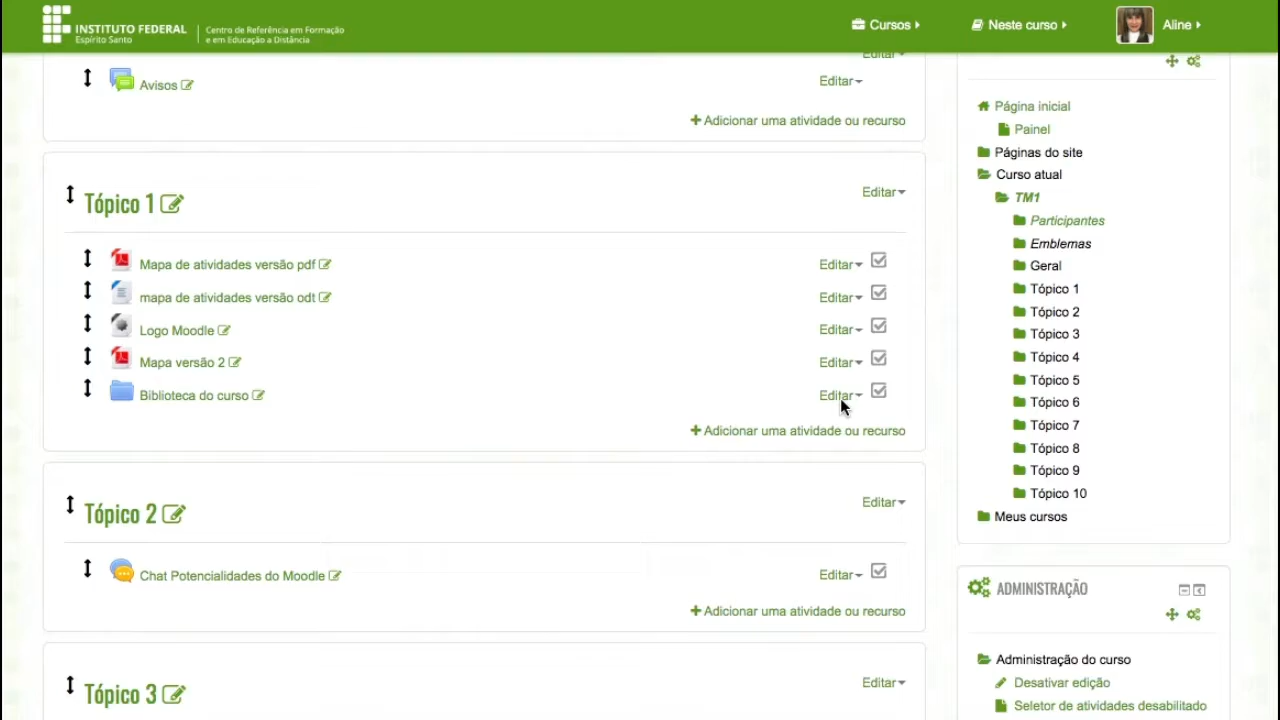 INSTITUTO FEDERAL
Espírito Santo
Centro de Referência em Formação
e em Educação a Distância
Cursos
Neste curso
Aline
Editar
Avisos
Editar
Adicionar uma atividade ou recurso
Tópico 1
Editar
Mapa de atividades versão pdf
Editar
mapa de atividades versão odt
Editar
Logo Moodle
Editar
Mapa versão 2
Editar
Biblioteca do curso
Editar
Adicionar uma atividade ou recurso
Tópico 2
Editar
Chat Potencialidades do Moodle
Editar
Adicionar uma atividade ou recurso
Tópico 3
Editar
Página inicial
Painel
Páginas do site
Curso atual
TM1
Participantes
Emblemas
Geral
Tópico 1
Tópico 2
Tópico 3
Tópico 4
Tópico 5
Tópico 6
Tópico 7
Tópico 8
Tópico 9
Tópico 10
Meus cursos
ADMINISTRAÇÃO
Administração do curso
Desativar edição
Seletor de atividades desabilitado